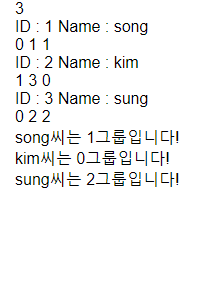 3
ID : 1 Name : song
0 1 1
ID : 2 Name : kim
1 3 0
ID : 3 Name : sung
0 2 2
song씨는 1그룹입니다!
kim씨는 0그룹입니다!
sung씨는 2그룹입니다!